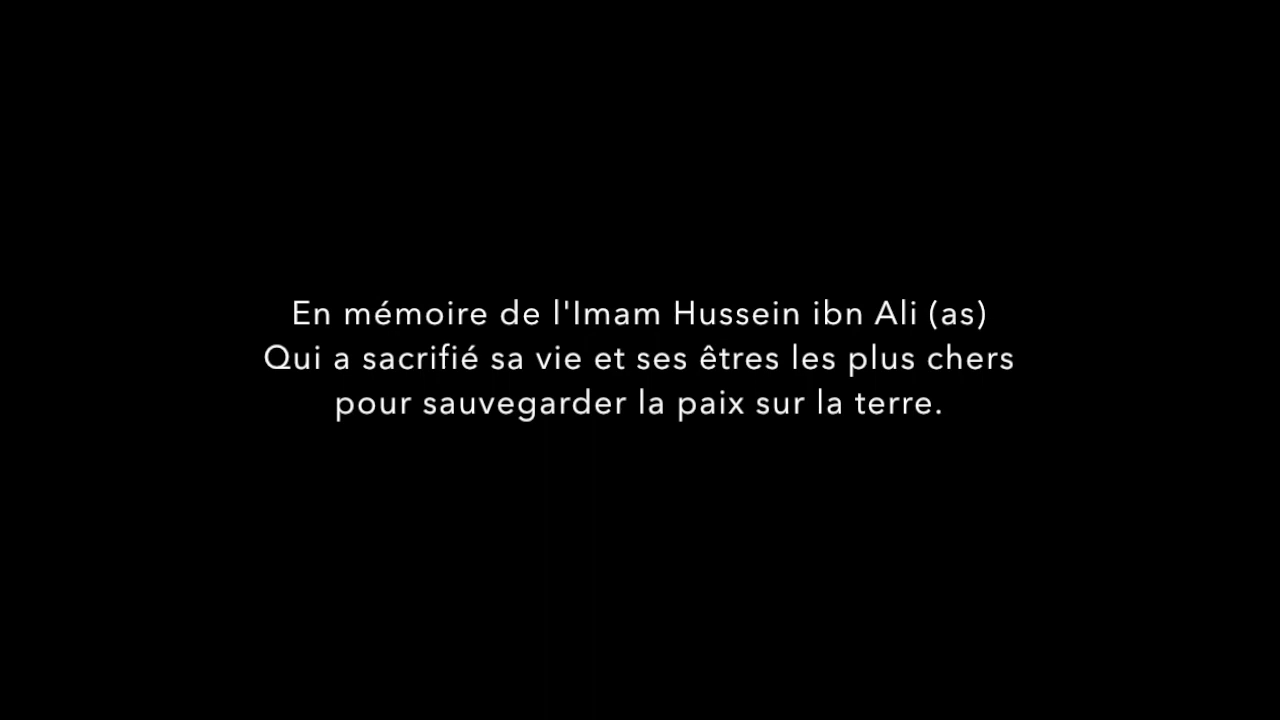 En mémoire de l'Imam Hussein ibn Ali (as)
Qui a sacrifié sa vie et ses êtres les plus chers
pour sauvegarder la paix sur la terre.